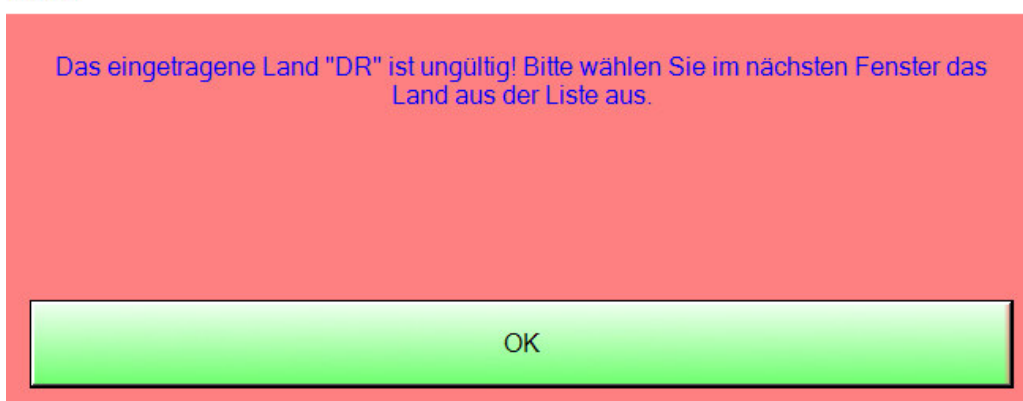 Das eingetragene Land "DR" ist ungültig! Bitte wählen Sie im nächsten Fenster das
Land aus der Liste aus.
OK